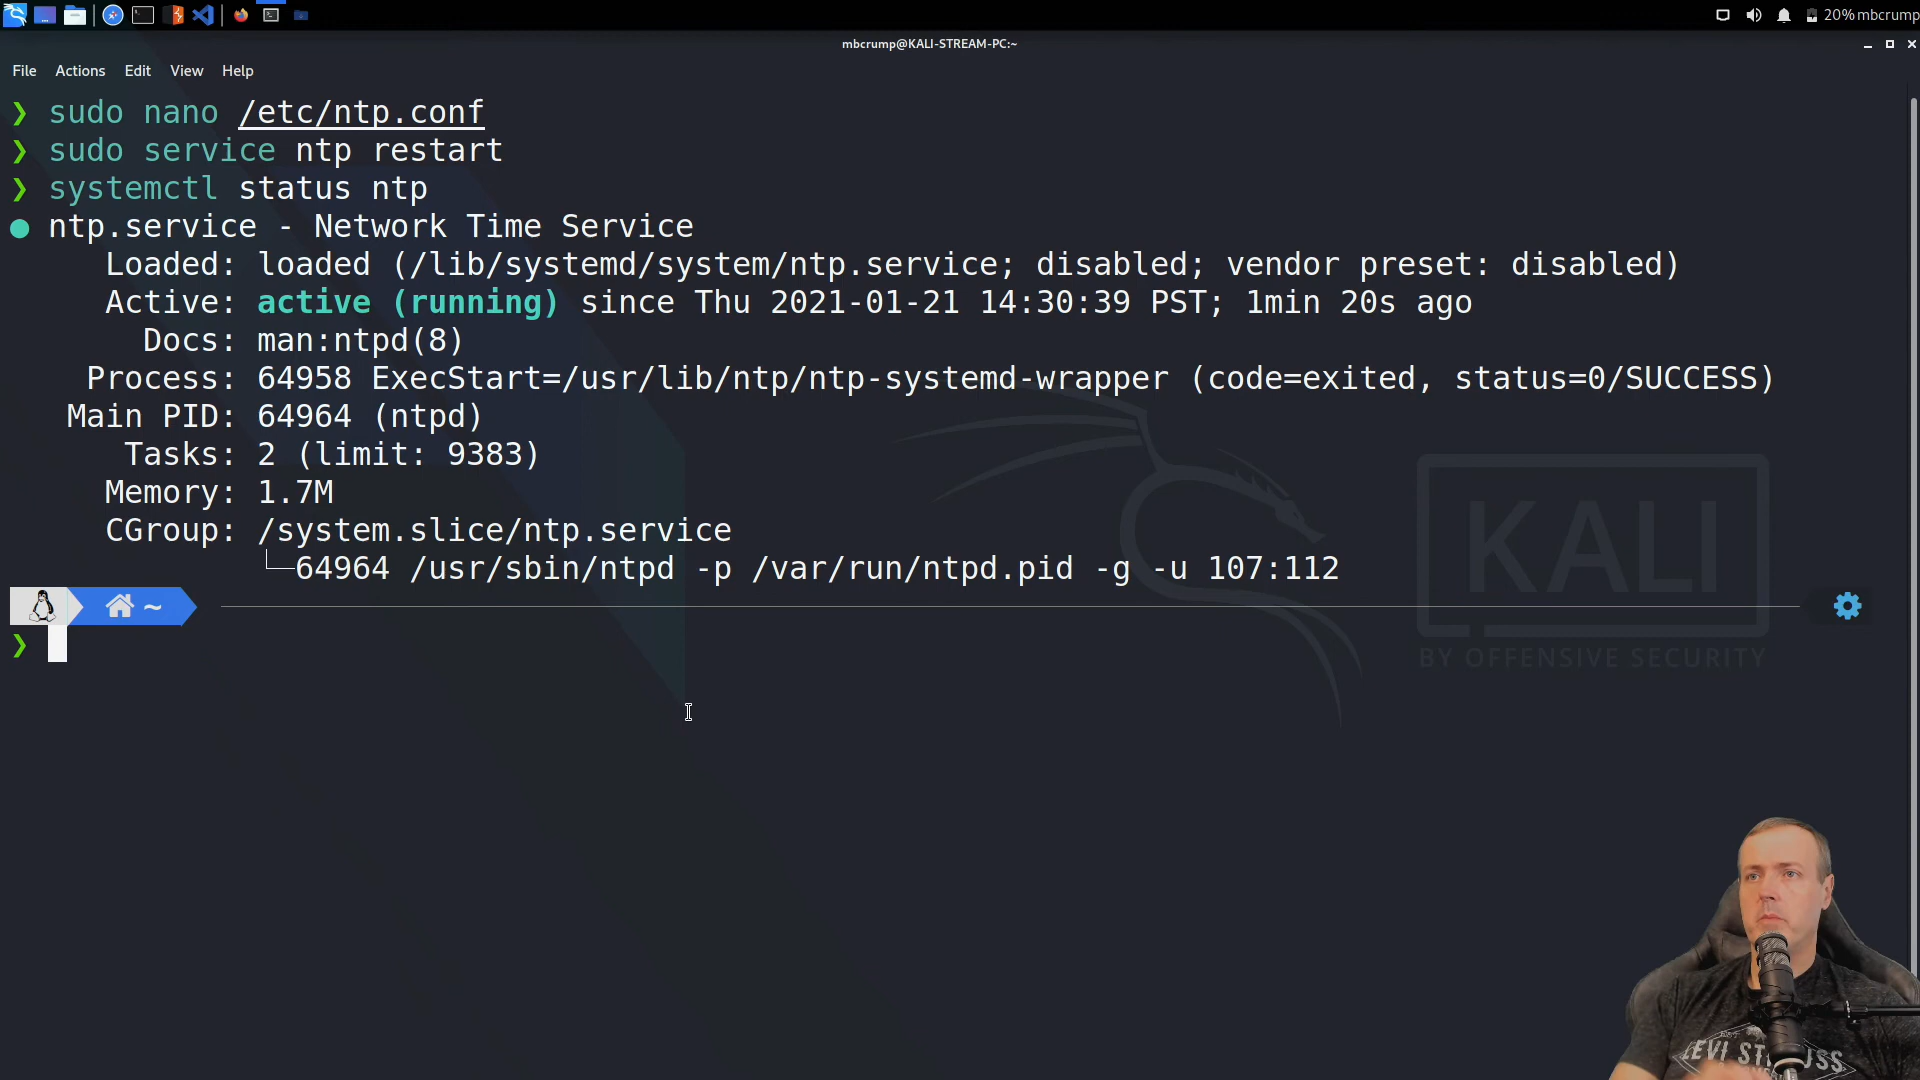 20% mbcrump
mbcrump@KALI-STREAM-PC:~
File Actions Edit View Help
❯ sudo nano /etc/ntp.conf
❯ sudo service ntp restart
❯ systemctl status ntp
● ntp.service - Network Time Service
Loaded: loaded (/lib/systemd/system/ntp.service; disabled; vendor preset: disabled)
Active: active (running) since Thu 2021-01-21 14:30:39 PST; 1min 20s ago
Docs: man:ntpd(8)
Process: 64958 ExecStart=/usr/lib/ntp/ntp-systemd-wrapper (code=exited, status=0/SUCCESS)
Main PID: 64964 (ntpd)
Tasks: 2 (limit: 9383)
Memory: 1.7M
CGroup: /system.slice/ntp.service
└─64964 /usr/sbin/ntpd -p /var/run/ntpd.pid -g -u 107:112
~
❯
KALI
BY OFFENSIVE SECURITY
LEVI